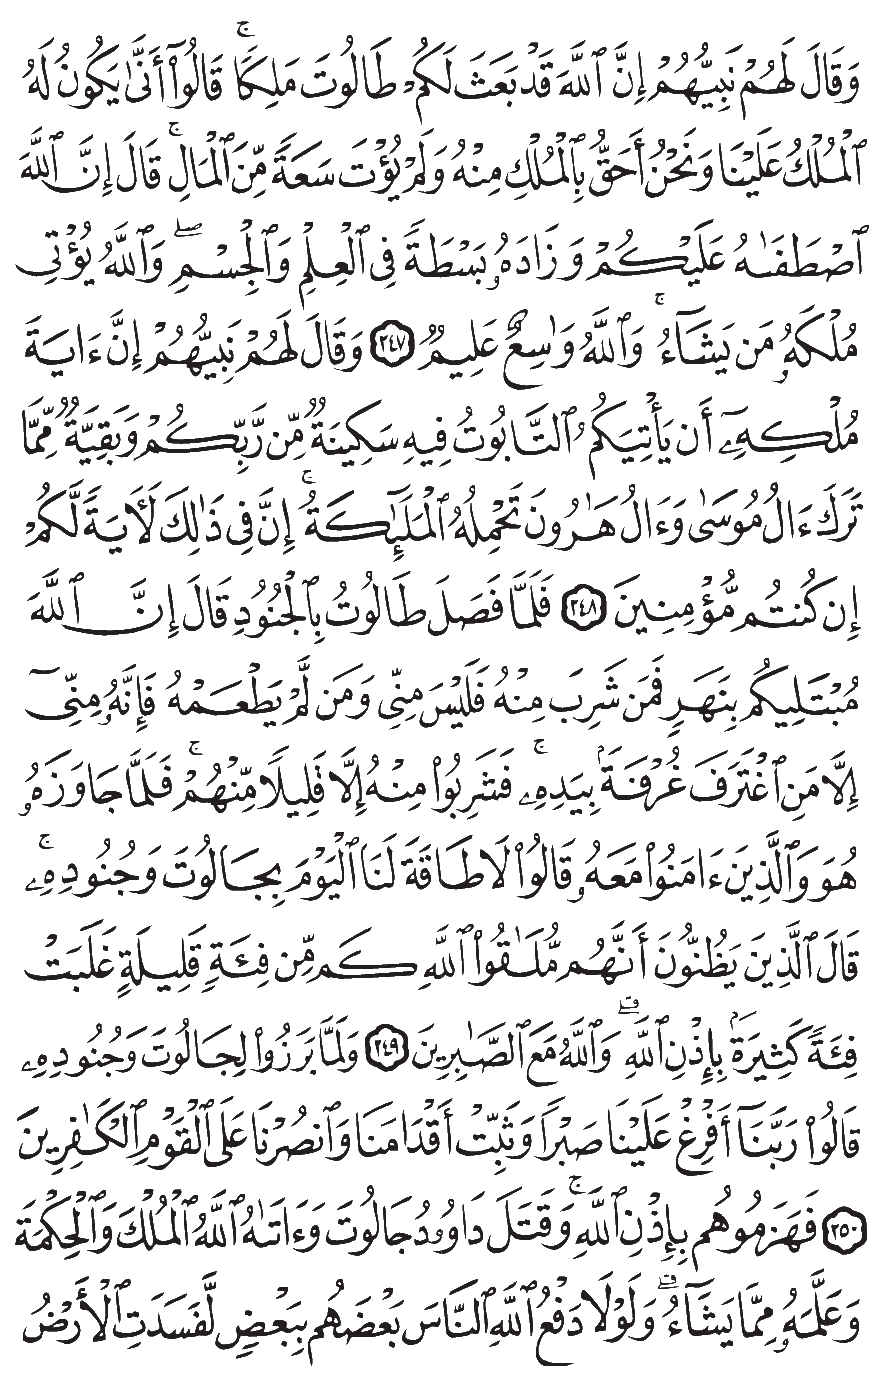 وَقَالَ لَهُمْ نَبِيُّهُمْ إِنَّ ٱللَّهَ قَدْ بَعَثَ لَكُمْ طَالُوتَ مَلِكًاۚ قَالُوٓا۟ أَنَّىٰ يَكُونُ لَهُ
ٱلْمُلْكُ عَلَيْنَا وَنَحْنُ أَحَقُّ بِٱلْمُلْكِ مِنْهُ وَلَمْ يُؤْتَ سَعَةً مِّنَ ٱلْمَالِۚ قَالَ إِنَّ ٱللَّهَ
ٱصْطَفَىٰهُ عَلَيْكُمْ وَزَادَهُۥ بَسْطَةً فِى ٱلْعِلْمِ وَٱلْجِسْمِۖ وَٱللَّهُ يُؤْتِى
مُلْكَهُۥ مَن يَشَآءُۚ وَٱللَّهُ وَٰسِعٌ عَلِيمٌ ٢٤٧ وَقَالَ لَهُمْ نَبِيُّهُمْ إِنَّ ءَايَةَ
مُلْكِهِۦٓ أَن يَأْتِيَكُمُ ٱلتَّابُوتُ فِيهِ سَكِينَةٌ مِّن رَّبِّكُمْ وَبَقِيَّةٌ مِّمَّا
تَرَكَ ءَالُ مُوسَىٰ وَءَالُ هَٰرُونَ تَحْمِلُهُ ٱلْمَلَٰٓئِكَةُۚ إِنَّ فِى ذَٰلِكَ لَءَايَةً لَّكُمْ
إِن كُنتُم مُّؤْمِنِينَ ٢٤٨ فَلَمَّا فَصَلَ طَالُوتُ بِٱلْجُنُودِ قَالَ إِنَّ ٱللَّهَ
مُبْتَلِيكُم بِنَهَرٍ فَمَن شَرِبَ مِنْهُ فَلَيْسَ مِنِّى وَمَن لَّمْ يَطْعَمْهُ فَإِنَّهُۥ مِنِّىٓ
إِلَّا مَنِ ٱغْتَرَفَ غُرْفَةًۢ بِيَدِهِۦۚ فَشَرِبُوا۟ مِنْهُ إِلَّا قَلِيلًا مِّنْهُمْۚ فَلَمَّا جَاوَزَهُۥ
هُوَ وَٱلَّذِينَ ءَامَنُوا۟ مَعَهُۥ قَالُوا۟ لَا طَاقَةَ لَنَا ٱلْيَوْمَ بِجَالُوتَ وَجُنُودِهِۦۚ
قَالَ ٱلَّذِينَ يَظُنُّونَ أَنَّهُم مُّلَٰقُوا۟ ٱللَّهِ كَم مِّن فِئَةٍ قَلِيلَةٍ غَلَبَتْ
فِئَةً كَثِيرَةًۢ بِإِذْنِ ٱللَّهِۗ وَٱللَّهُ مَعَ ٱلصَّٰبِرِينَ ٢٤٩ وَلَمَّا بَرَزُوا۟ لِجَالُوتَ وَجُنُودِهِۦ
قَالُوا۟ رَبَّنَآ أَفْرِغْ عَلَيْنَا صَبْرًا وَثَبِّتْ أَقْدَامَنَا وَٱنصُرْنَا عَلَى ٱلْقَوْمِ ٱلْكَٰفِرِينَ
٢٥٠ فَهَزَمُوهُم بِإِذْنِ ٱللَّهِۚ وَقَتَلَ دَاوُۥدُ جَالُوتَ وَءَاتَىٰهُ ٱللَّهُ ٱلْمُلْكَ وَٱلْحِكْمَةَ
وَعَلَّمَهُۥ مِمَّا يَشَآءُۗ وَلَوْلَا دَفْعُ ٱللَّهِ ٱلنَّاسَ بَعْضَهُم بِبَعْضٍ لَّفَسَدَتِ ٱلْأَرْضُ